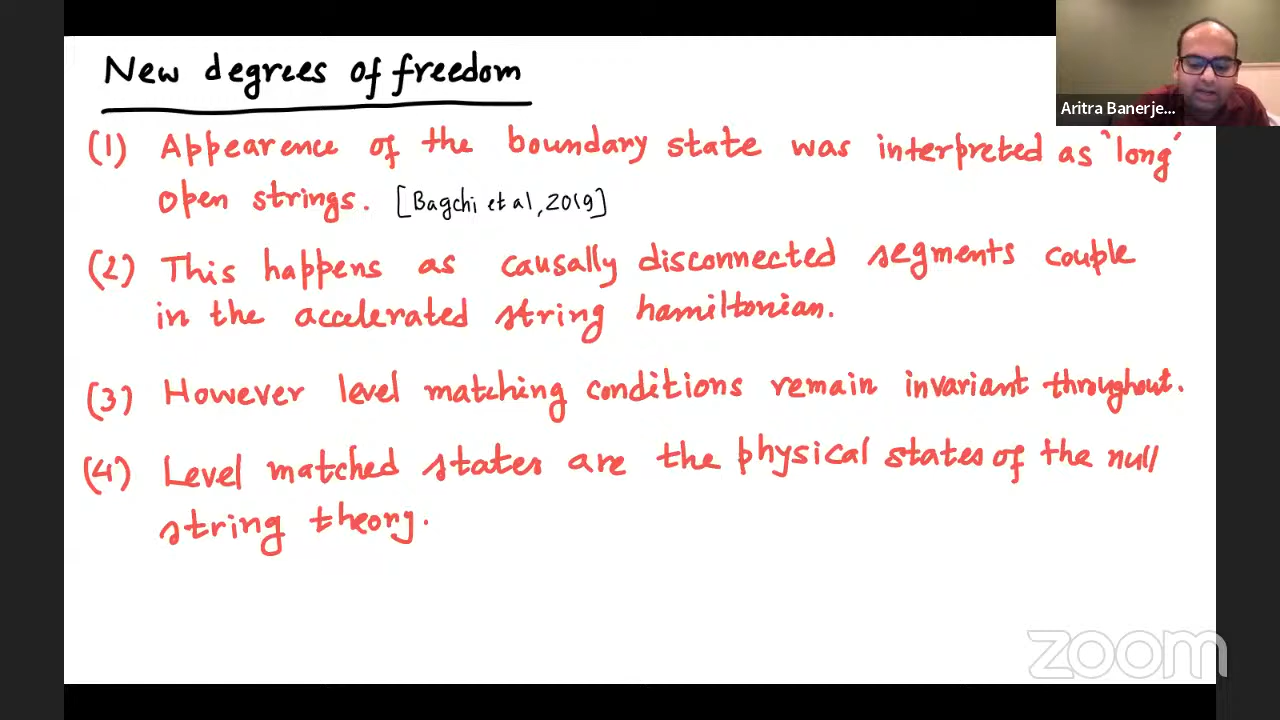 New degrees of freedom
(1) Appearence of the boundary state was interpreted as 'long'
open strings. [Bagchi et al, 2019]
(2) This happens as causally disconnected segments couple
in the accelerated string hamiltonian.
(3) However level matching conditions remain invariant throughout.
(4) Level matched states are the physical states of the null
string theory.
Aritra Banerje...
zoom